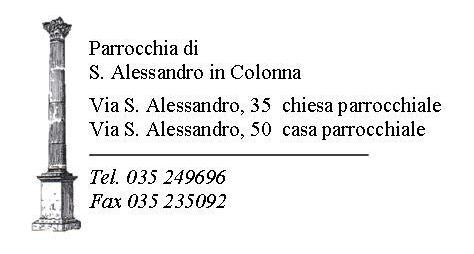 Parrocchia di
S. Alessandro in Colonna
Via S. Alessandro, 35 chiesa parrocchiale
Via S. Alessandro, 50 casa parrocchiale
Tel. 035 249696
Fax 035 235092